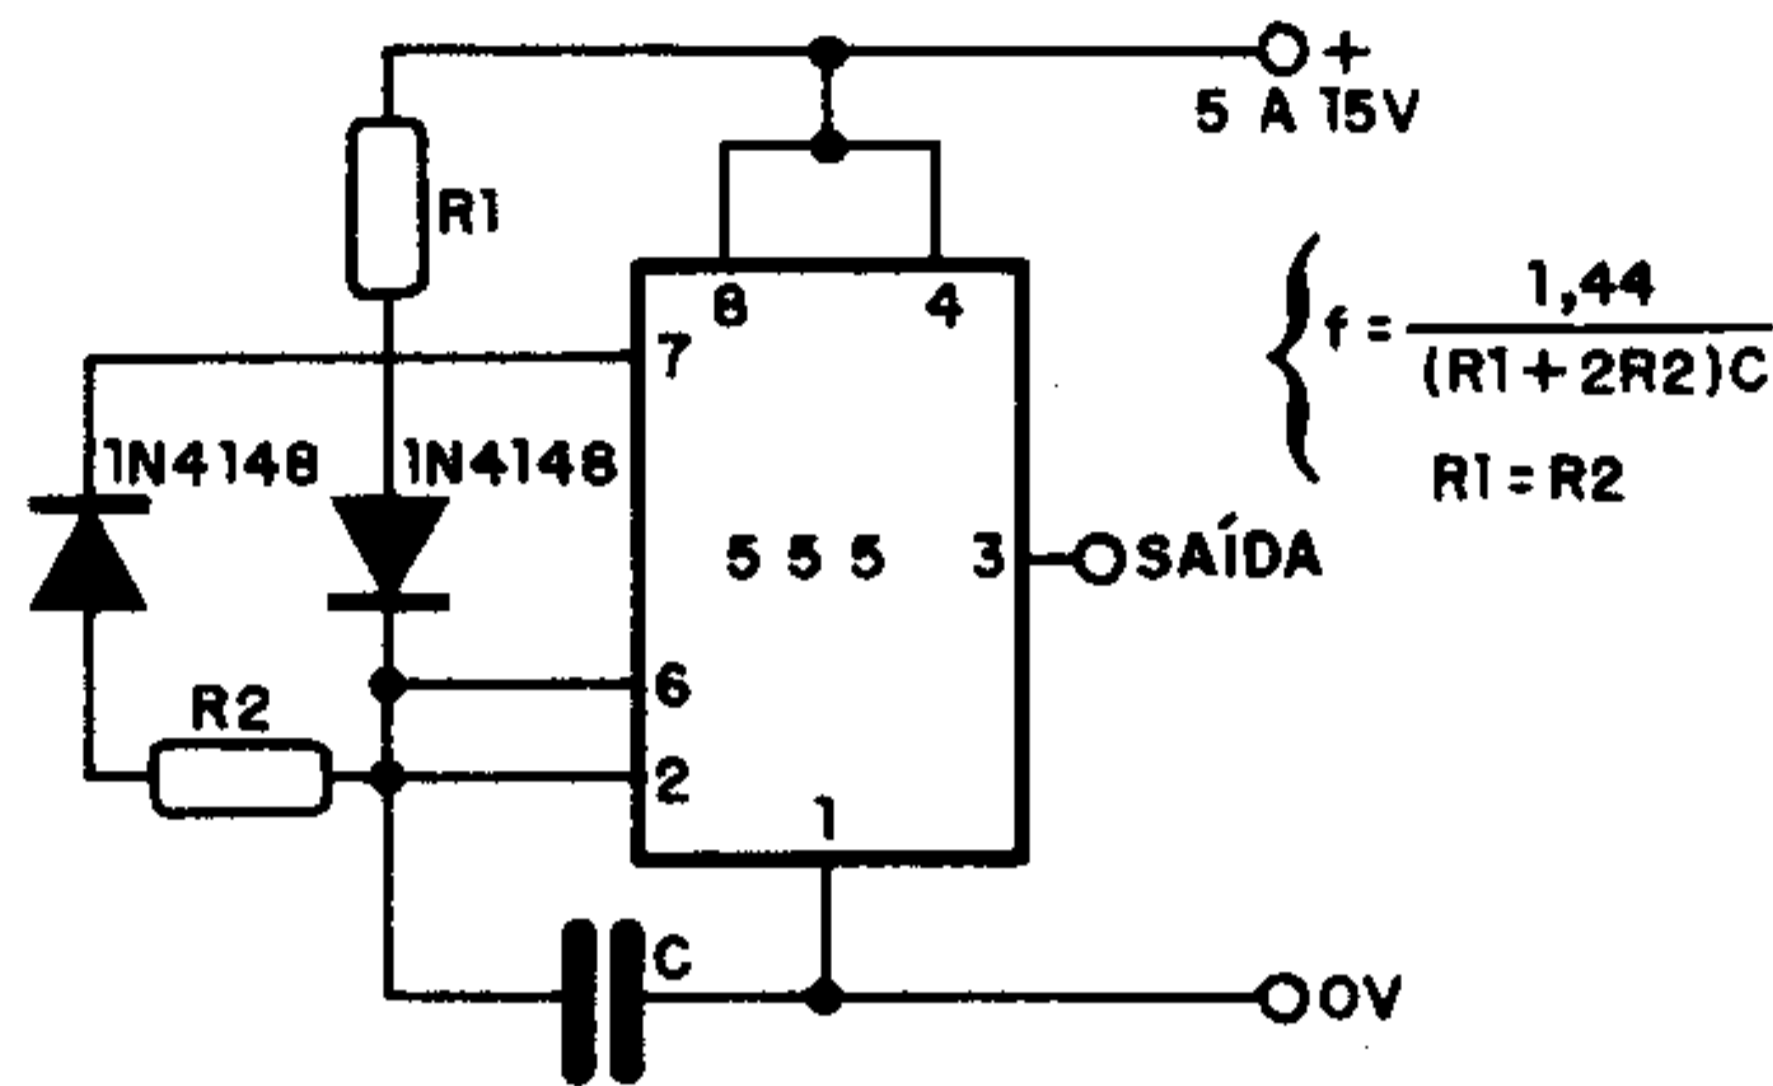 +
5 A 15V
R1
8
4
7
f = 1,44
(R1+2R2)C
R1 = R2
1N4148
1N4148
555
3
SAÍDA
6
R2
2
1
C
0V